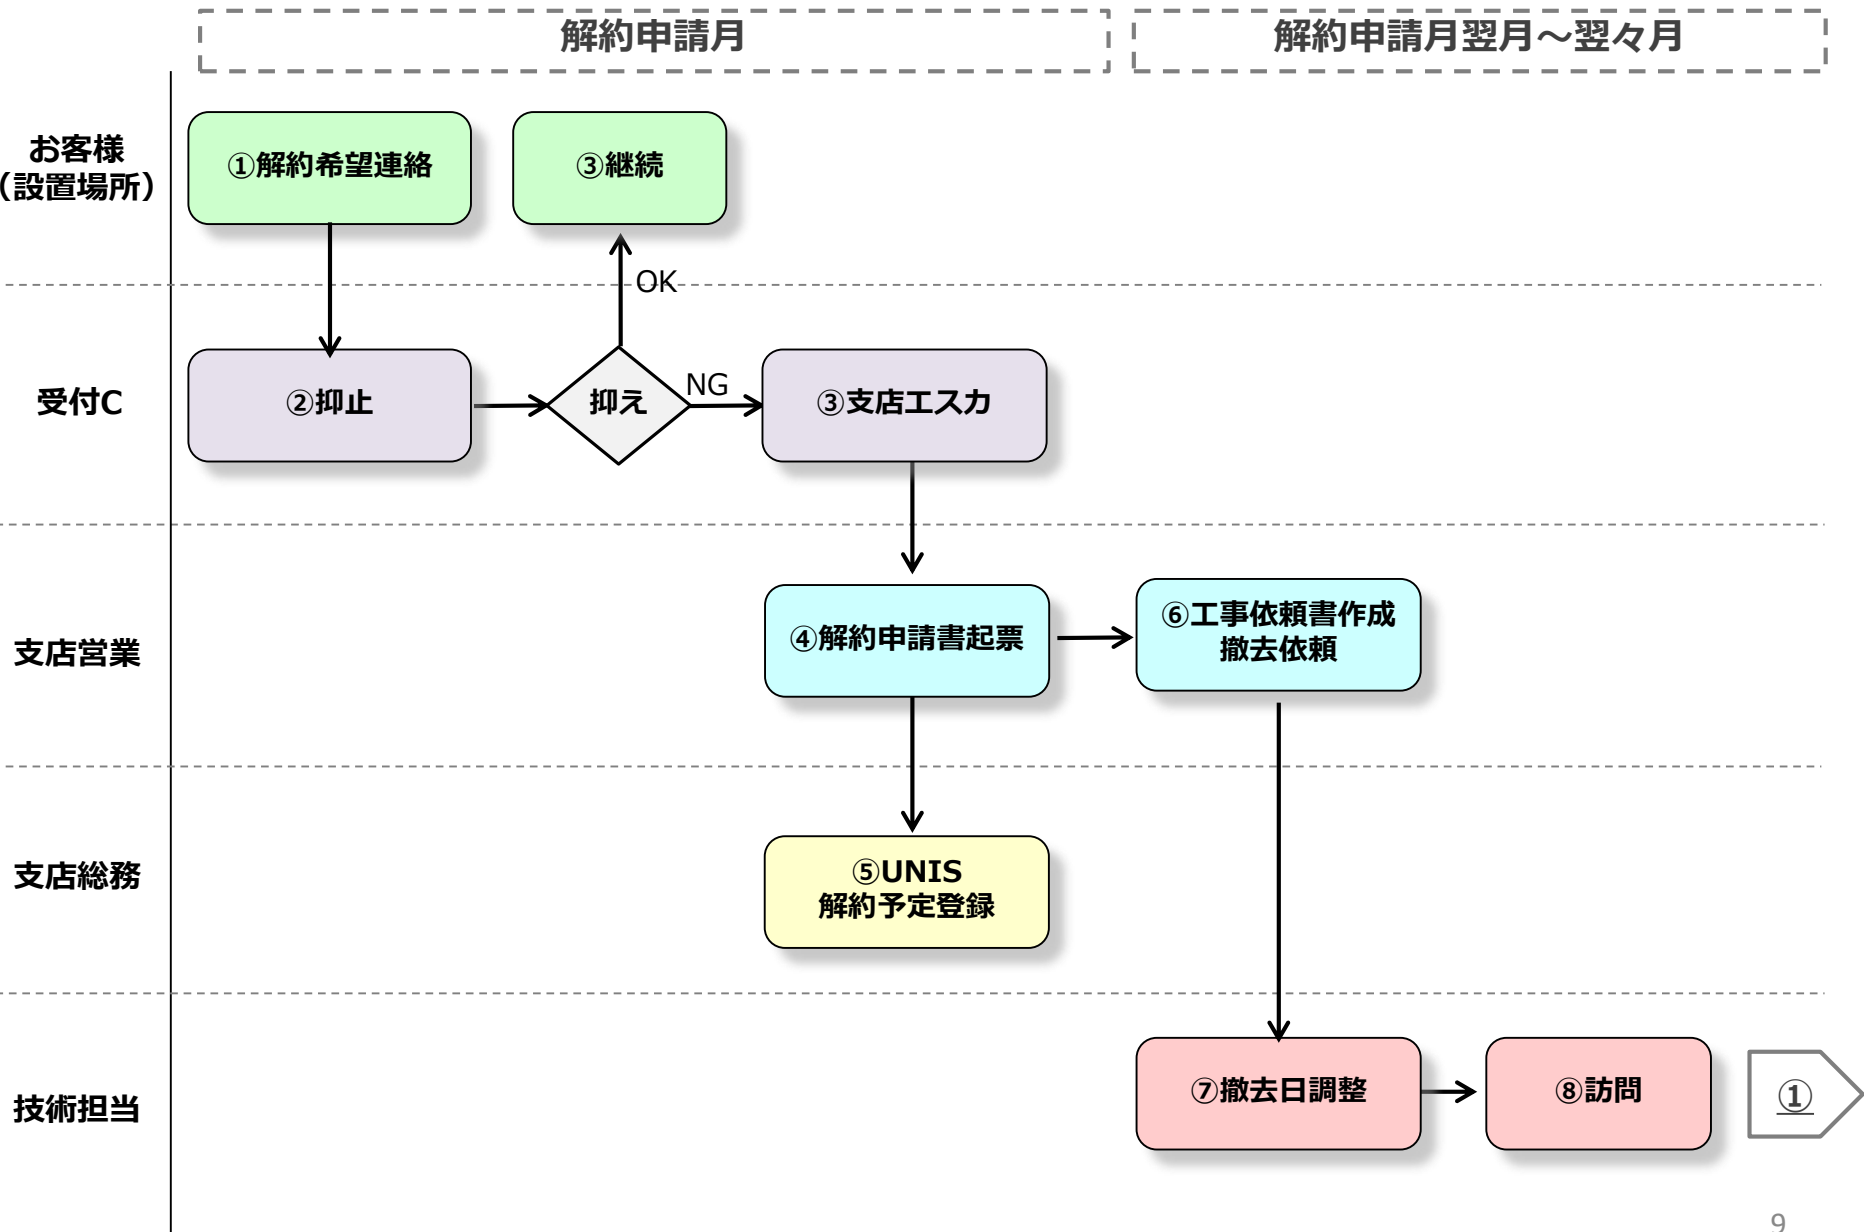 解約申請月
解約申請月翌月～翌々月
お客様
（設置場所）
①解約希望連絡
③継続
OK
受付C
②抑止
抑え
NG
③支店エスカ
支店営業
④解約申請書起票
⑥工事依頼書作成
撤去依頼
支店総務
⑤UNIS
解約予定登録
技術担当
⑦撤去日調整
⑧訪問
①
9